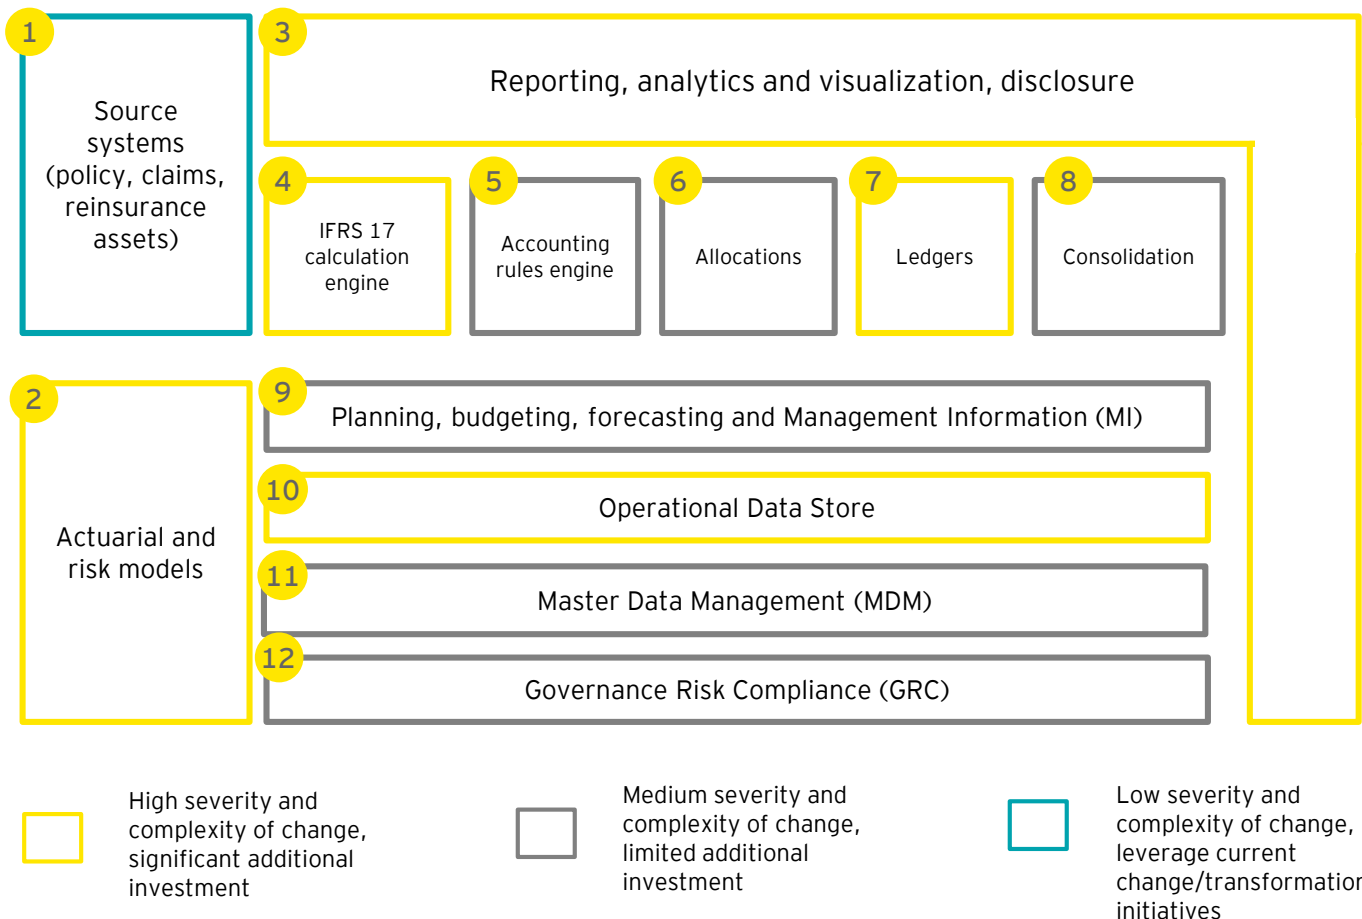 1
Source
systems
(policy, claims,
reinsurance
assets)
3
Reporting, analytics and visualization, disclosure
4
IFRS 17
calculation
engine
5
Accounting
rules engine
6
Allocations
7
Ledgers
8
Consolidation
2
Actuarial and
risk models
9
Planning, budgeting, forecasting and Management Information (MI)
10
Operational Data Store
11
Master Data Management (MDM)
12
Governance Risk Compliance (GRC)
High severity and
complexity of change,
significant additional
investment
Medium severity and
complexity of change,
limited additional
investment
Low severity and
complexity of change,
leverage current
change/transformation
initiatives